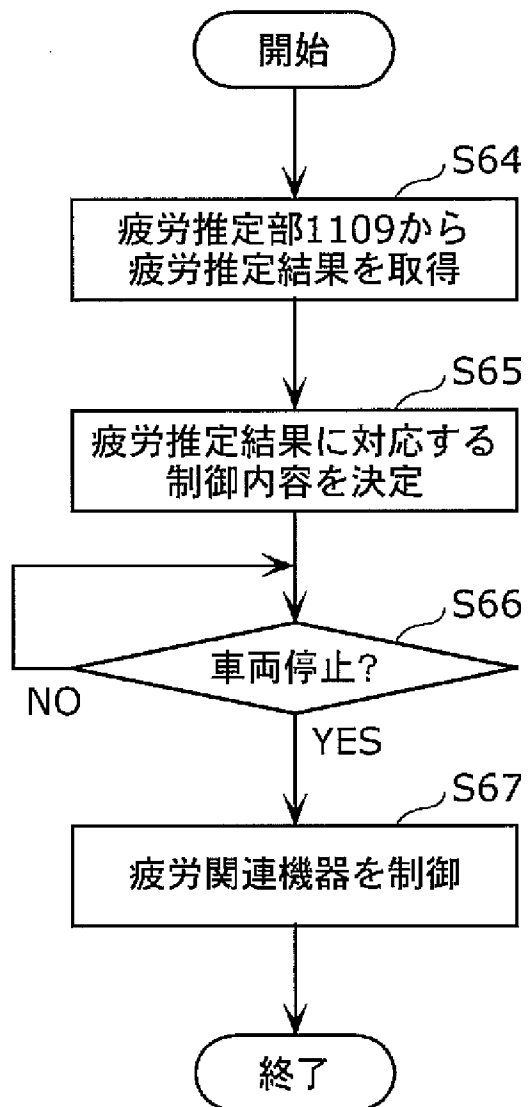 開始
S64
疲労推定部1109から
疲労推定結果を取得
S65
疲労推定結果に対応する
制御内容を決定
S66
車両停止?
NO
YES
S67
疲労関連機器を制御
終了